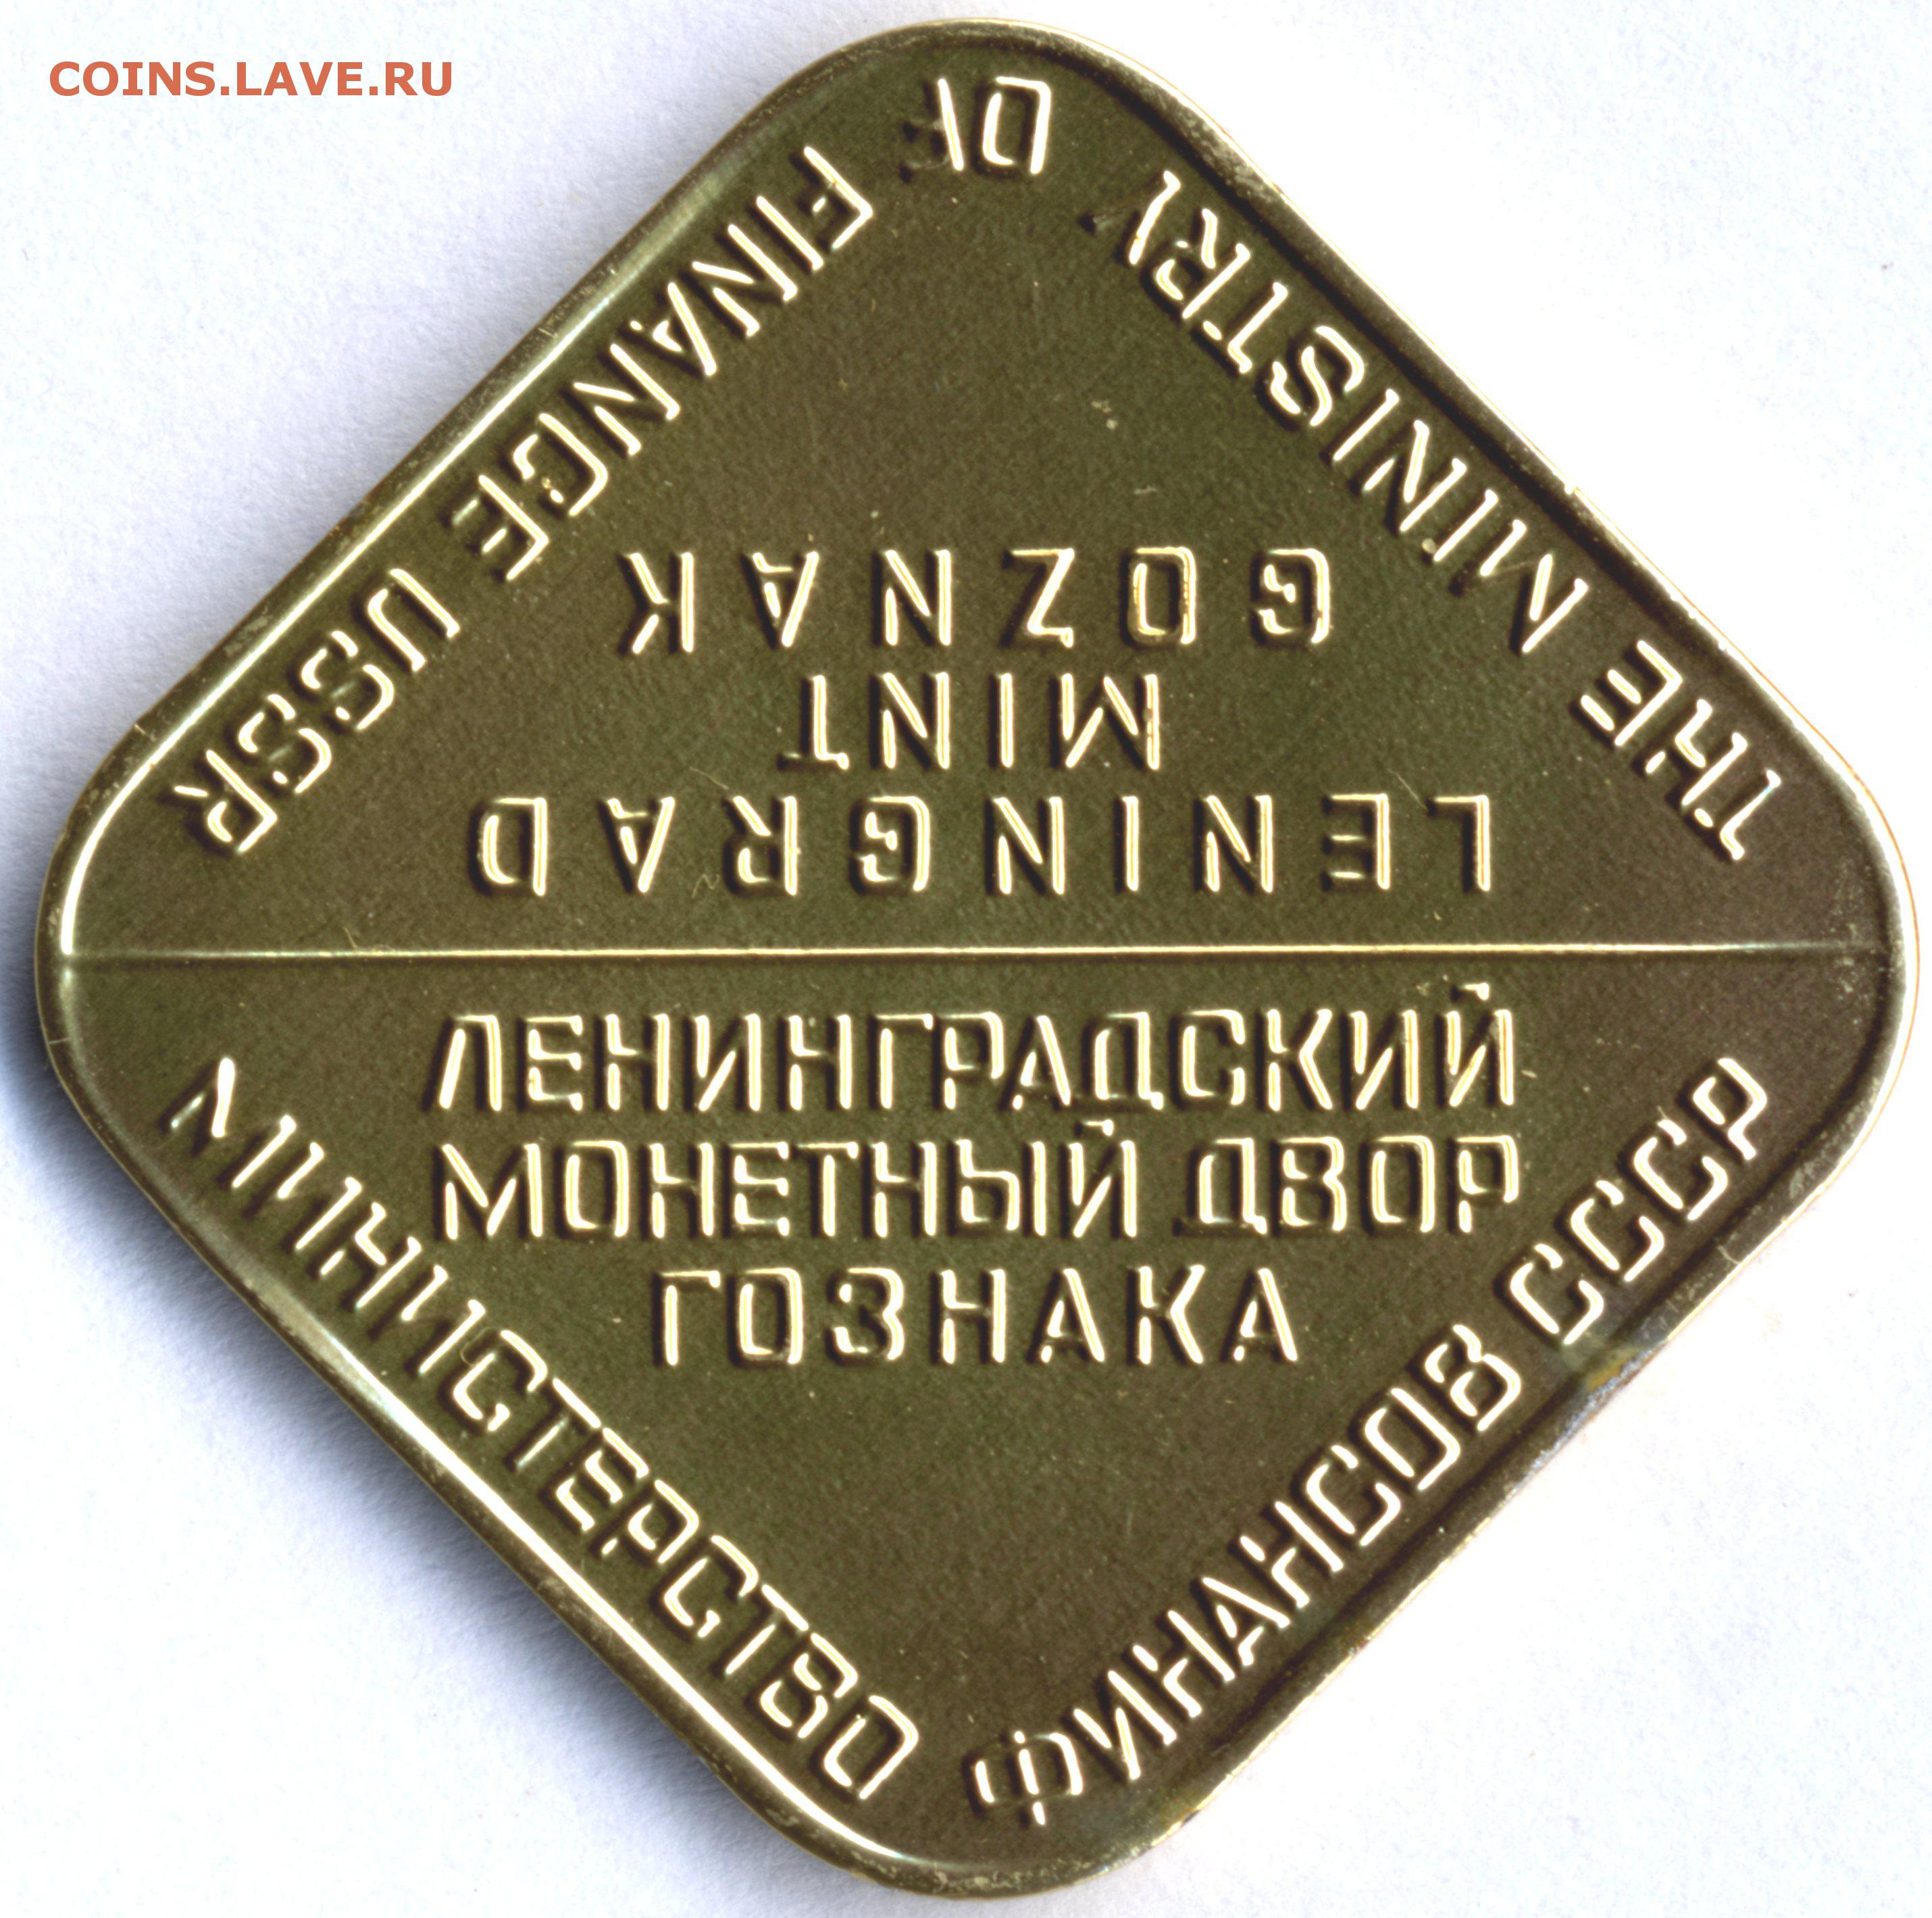 COINS.LAVE.RU
THE MINISTRY OF FINANCE USSR
LENINGRAD
MINT
GOZNAK
ЛЕНИНГРАДСКИЙ
МОНЕТНЫЙ ДВОР
ГОЗНАКА
МИНИСТЕРСТВО ФИНАНСОВ СССР